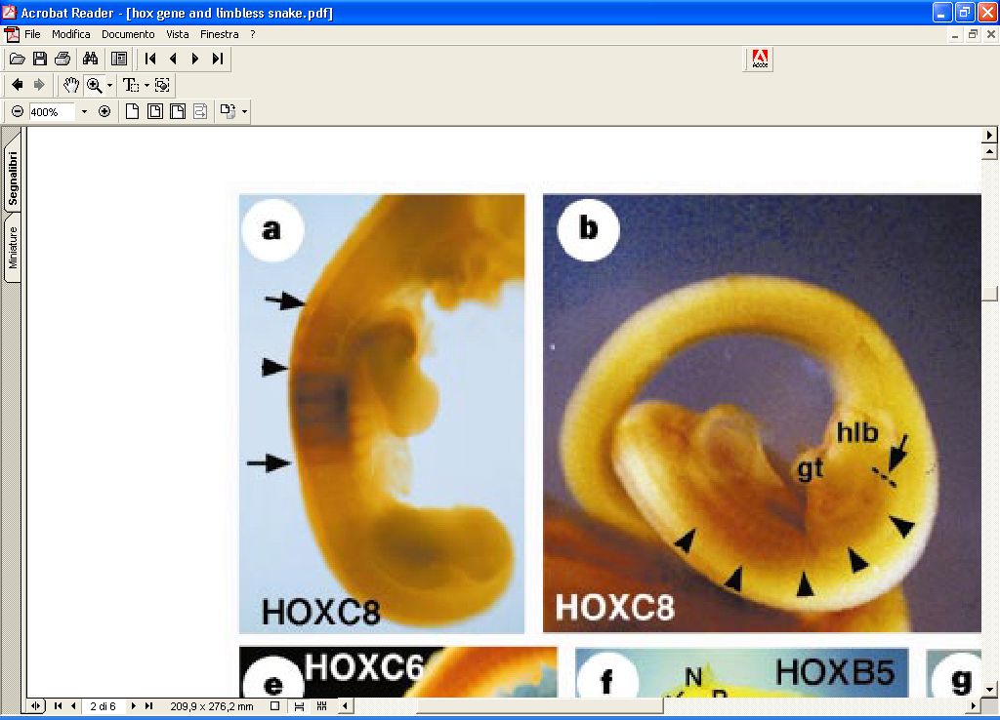 Acrobat Reader - [hox gene and limbless snake.pdf]
File Modifica Documento Vista Finestra ?
Adobe
400%
Segnalibri
Miniature
a
b
hlb
gt
HOXC8
HOXC8
e
HOXC6
f
N
HOXB5
g
2 di 6
209,9 x 276,2 mm